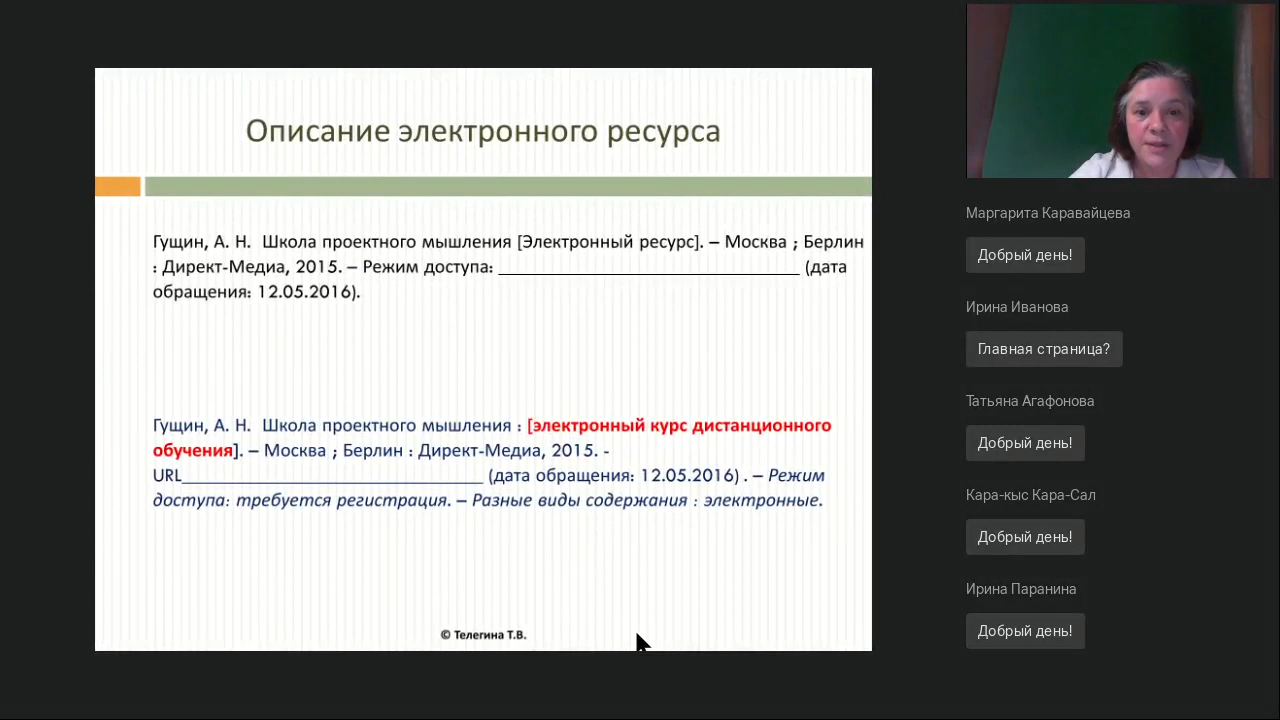 Описание электронного ресурса
Гущин, А. Н. Школа проектного мышления [Электронный ресурс]. – Москва ; Берлин
: Директ-Медиа, 2015. – Режим доступа: ______________________________ (дата
обращения: 12.05.2016).
Гущин, А. Н. Школа проектного мышления : [электронный курс дистанционного
обучения]. – Москва ; Берлин : Директ-Медиа, 2015. -
URL______________________________ (дата обращения: 12.05.2016) . – Режим
доступа: требуется регистрация. – Разные виды содержания : электронные.
© Телегина Т.В.
Маргарита Каравайцева
Добрый день!
Ирина Иванова
Главная страница?
Татьяна Агафонова
Добрый день!
Кара-кыс Кара-Сал
Добрый день!
Ирина Паранина
Добрый день!